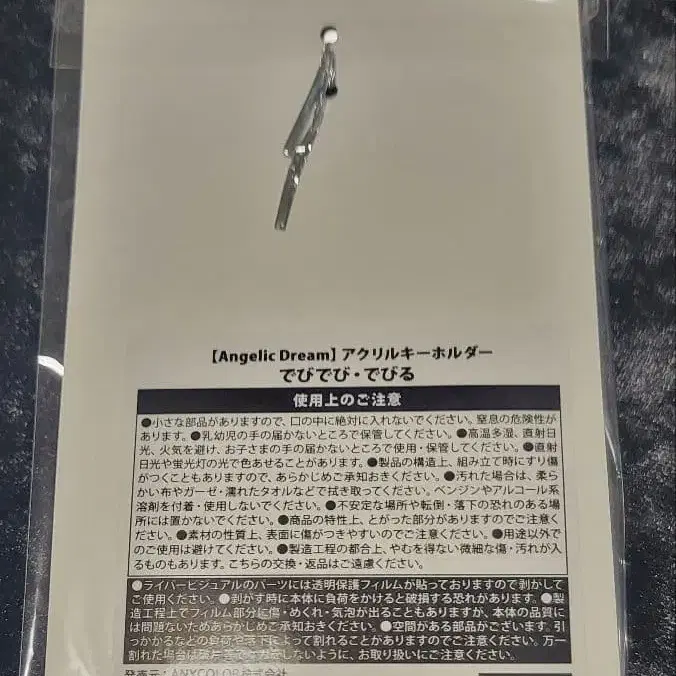 【Angelic Dream】アクリルキーホルダー
でびでび・でびる
使用上のご注意
●小さな部品がありますので、口の中に絶対に入れないでください。窒息の危険性が
あります。●乳幼児の手の届かないところで保管してください。●高温多湿、直射日
光、火気を避け、お子さまの手の届かないところで使用・保管してください。●直射
日光や蛍光灯の光で色あせることがあります。●製品の構造上、組み立て時にすり傷
がつくこともありますので、あらかじめご承知おきください。●汚れた場合は、柔ら
かい布やガーゼ・濡れたタオルなどで拭き取ってください。ベンジンやアルコール系
溶剤を付着・使用しないでください。●不安定な場所や転倒・落下の恐れのある場
所には置かないでください。●商品の特性上、とがった部分がありますのでご注意く
ださい。●素材の性質上、表面に傷がつきやすいのでご注意ください。●用途以外で
のご使用は避けてください。●製造工程の都合上、やむを得ない微細な傷・汚れが入
るものもあります。こちらの交換・返品はご遠慮ください。
●ライバービジュアルのパーツには透明保護フィルムが貼っておりますので剥がして
ご使用ください。●剥がす時に本体に負荷をかけると破損する恐れがあります。●製
造工程上でフィルム部分に傷・めくれ・気泡が出ることもありますが、本体の品質に
は問題ないためあらかじめご承知おきください。●空間がある部品がございます。引
っかかるなどの負荷や落下によって割れることがありますのでご注意ください。万一
割れた場合は破片等でケガをしないように、お取り扱いにご注意ください。
発売元：ANYCOLOR株式会社